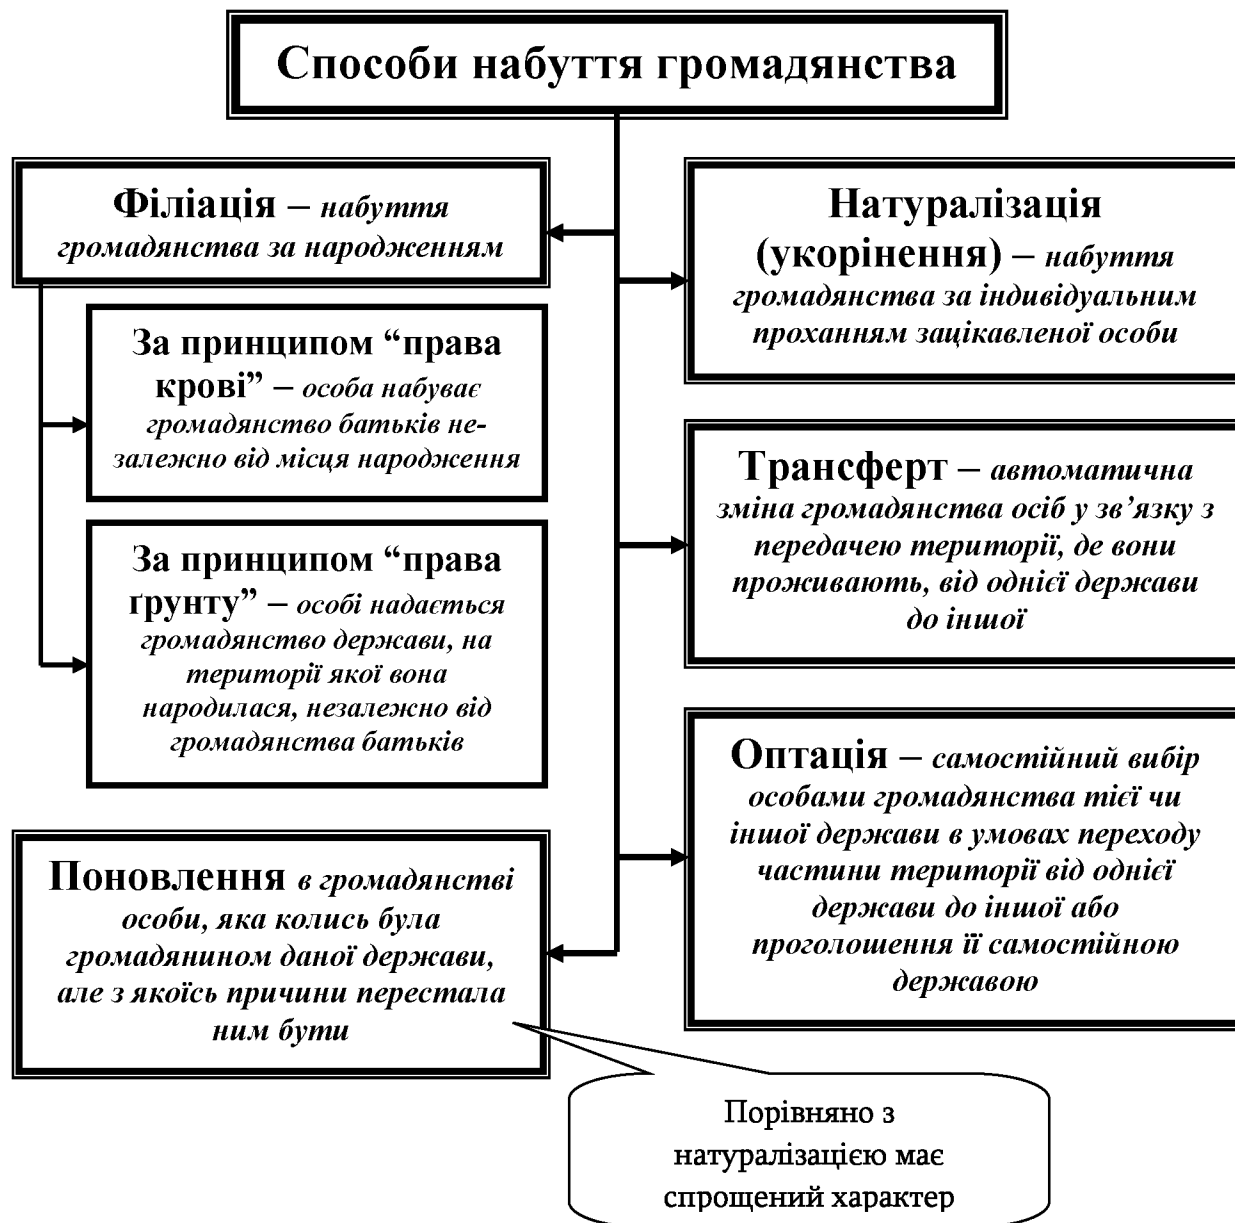 Способи набуття громадянства
Філіація – набуття
громадянства за народженням
За принципом “права
крові” – особа набуває
громадянство батьків не-
залежно від місця народження
За принципом “права
ґрунту” – особі надається
громадянство держави, на
території якої вона
народилася, незалежно від
громадянства батьків
Поновлення в громадянстві
особи, яка колись була
громадянином даної держави,
але з якоїсь причини перестала
ним бути
Натуралізація
(укорінення) – набуття
громадянства за індивідуальним
проханням зацікавленої особи
Трансферт – автоматична
зміна громадянства осіб у зв’язку з
передачею території, де вони
проживають, від однієї держави
до іншої
Оптація – самостійний вибір
особами громадянства тієї чи
іншої держави в умовах переходу
частини території від однієї
держави до іншої або
проголошення її самостійною
державою
Порівняно з
натуралізацією має
спрощений характер